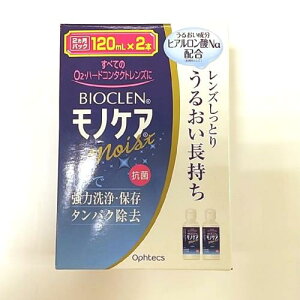 2ヵ月パック
120mL×2本
すべての
O₂・ハードコンタクトレンズに
BIOCLEN®
モノケア®
moist
抗菌
で
強力洗浄・保存
タンパク除去
Ophtecs
うるおい成分
ヒアルロン酸Na
配合
レンズしっとり
うるおい長持ち